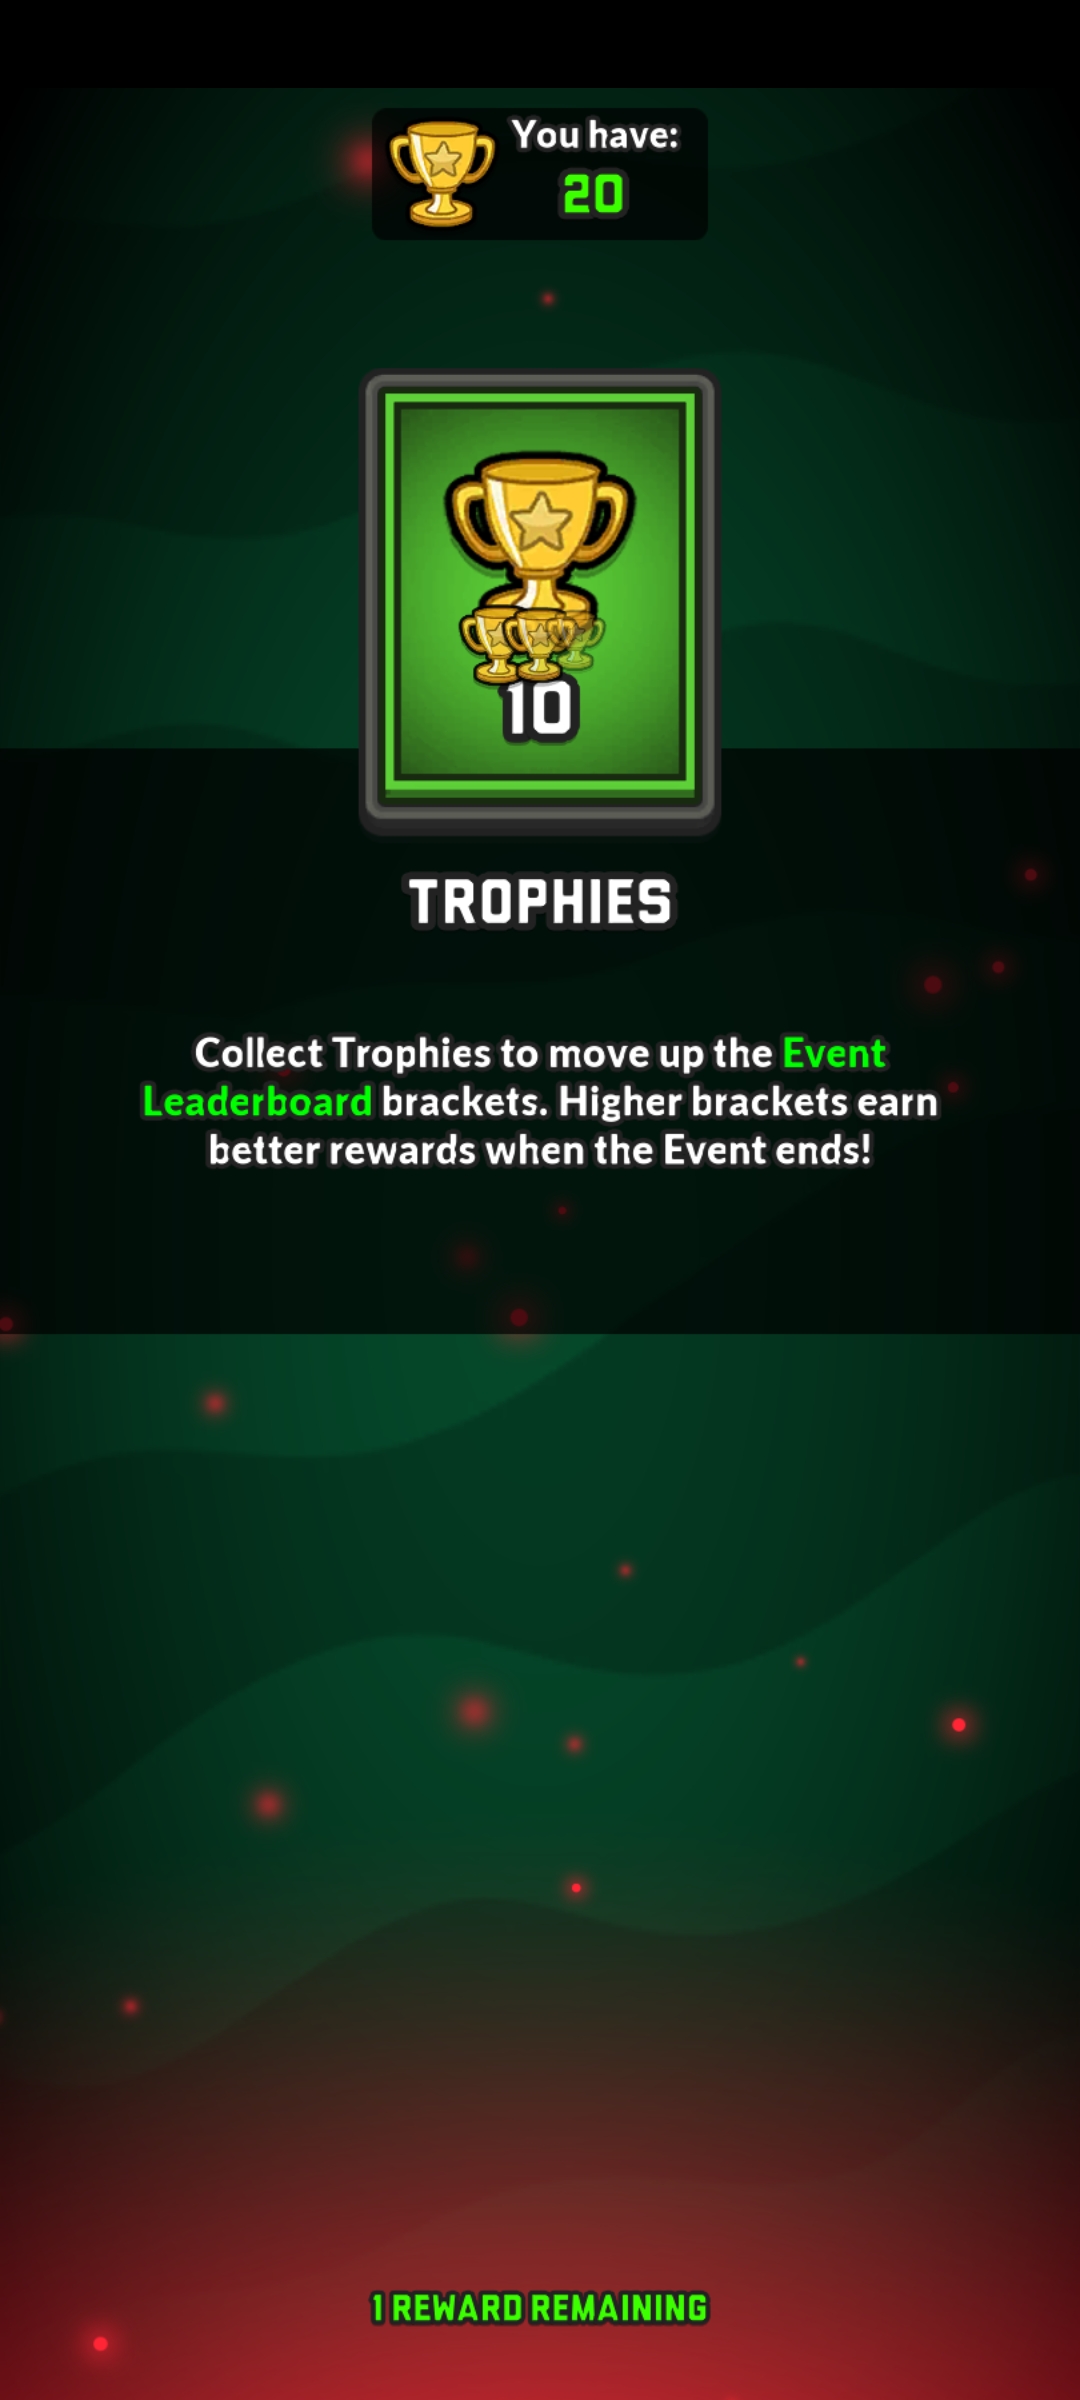 You have:
20
10
TROPHIES
Collect Trophies to move up the Event
Leaderboard brackets. Higher brackets earn
better rewards when the Event ends!
1 REWARD REMAINING